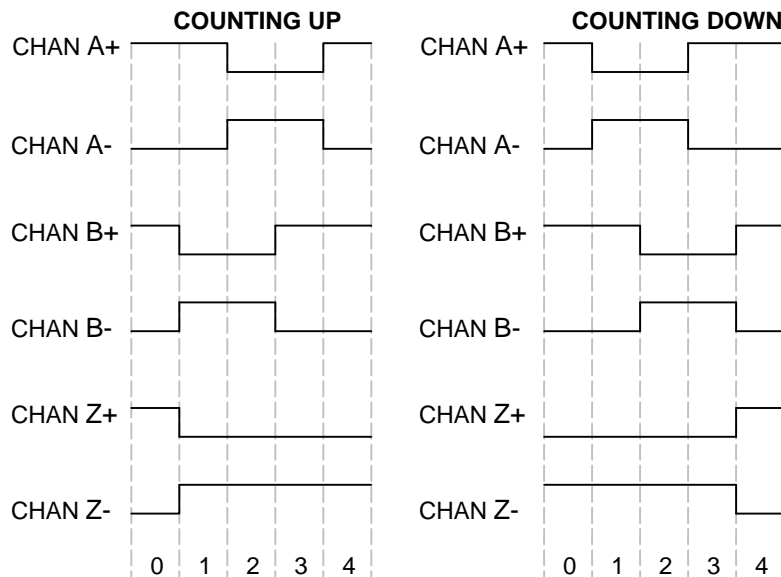 COUNTING UP
CHAN A+
CHAN A-
CHAN B+
CHAN B-
CHAN Z+
CHAN Z-
0 1 2 3 4
COUNTING DOWN
CHAN A+
CHAN A-
CHAN B+
CHAN B-
CHAN Z+
CHAN Z-
0 1 2 3 4